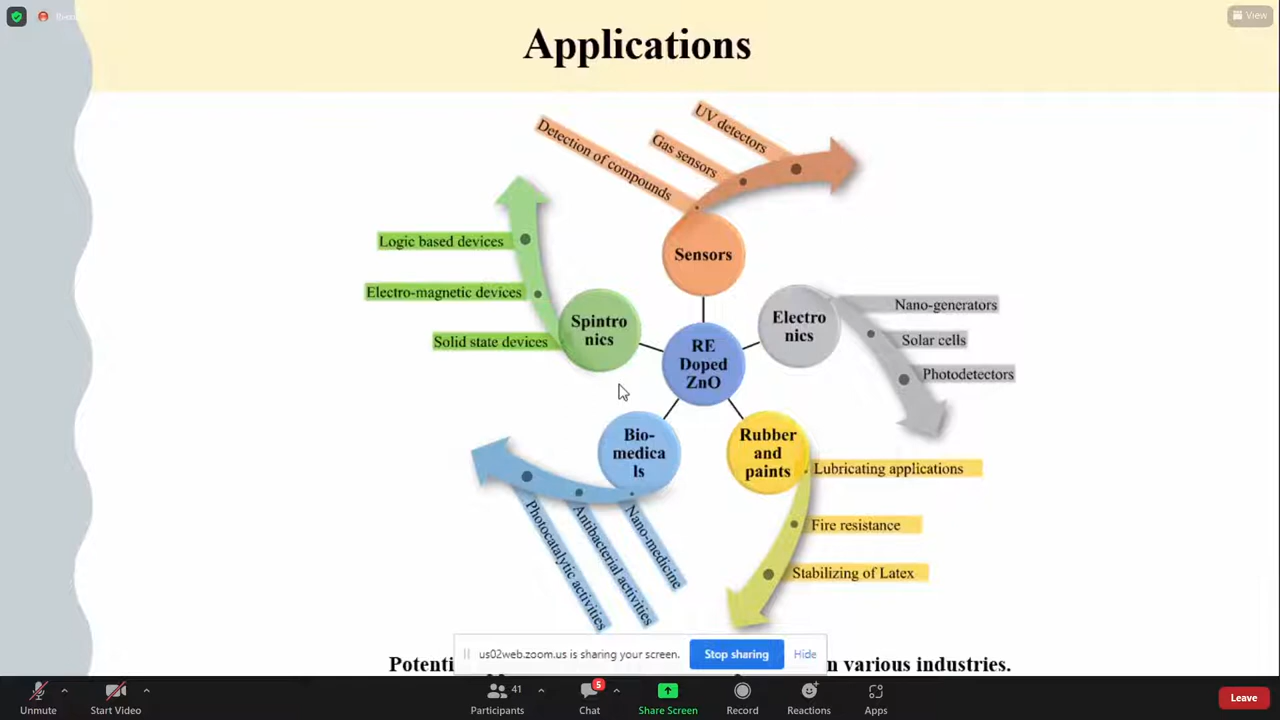 View
Applications
UV detectors
Gas sensors
Detection of compounds
Sensors
Logic based devices
Electro-magnetic devices
Solid state devices
Spintro
nics
Electro
nics
Nano-generators
Solar cells
Photodetectors
RE
Doped
ZnO
Bio-
medica
ls
Rubber
and
paints
Lubricating applications
Fire resistance
Stabilizing of Latex
Photocatalytic activities
Antibacterial activities
Nano-medicine
us02web.zoom.us is sharing your screen.
Stop sharing
Hide
various industries.
Unmute
Start Video
41
Participants
5
Chat
Share Screen
Record
Reactions
Apps
Leave